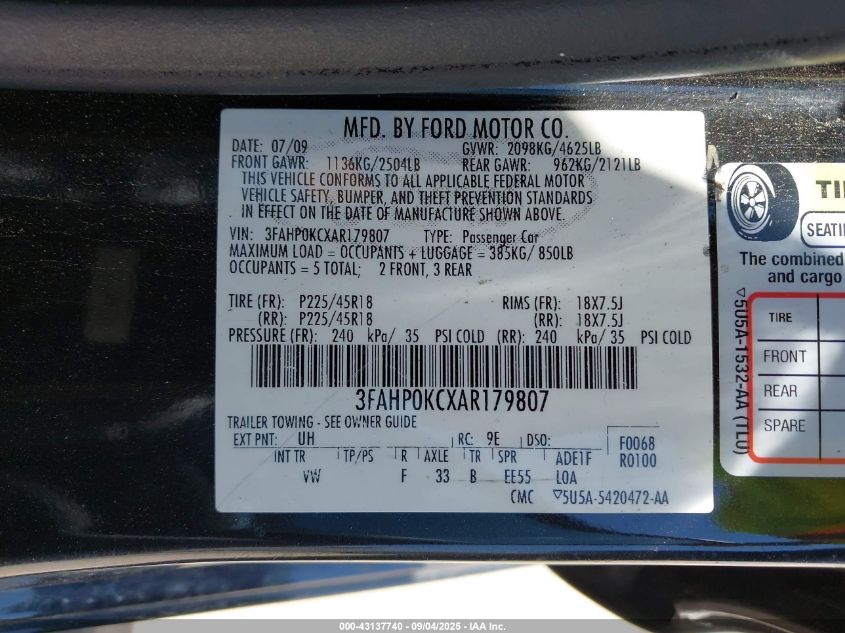 MFD. BY FORD MOTOR CO.
DATE: 07/09 GVWR: 2098KG/4625LB
FRONT GAWR: 1136KG/2504LB REAR GAWR: 962KG/2121LB
THIS VEHICLE CONFORMS TO ALL APPLICABLE FEDERAL MOTOR
VEHICLE SAFETY, BUMPER, AND THEFT PREVENTION STANDARDS
IN EFFECT ON THE DATE OF MANUFACTURE SHOWN ABOVE.
VIN: 3FAHP0KCXAR179807 TYPE: Passenger Car
MAXIMUM LOAD = OCCUPANTS + LUGGAGE = 385KG/ 850LB
OCCUPANTS = 5 TOTAL; 2 FRONT, 3 REAR
TIRE (FR): P225/45R18 RIMS (FR): 18X7.5J
(RR): P225/45R18 (RR): 18X7.5J
PRESSURE (FR): 240 kPa/ 35 PSI COLD (RR): 240 kPa/ 35 PSI COLD
3FAHP0KCXAR179807
TRAILER TOWING - SEE OWNER GUIDE
EXT PNT: UH RC: 9E DSO: F0068
R0100
INT TR TP/PS R AXLE TR SPR ADE1F
VW F 33 B EE55 LOA
CMC ▽5U5A-5420472-AA
TI
SEATI
The combined
and cargo
TIRE
FRONT
REAR
SPARE
▽5U5A-1532-AA (TLU)
000-43137740 - 09/04/2025 - IAA Inc.